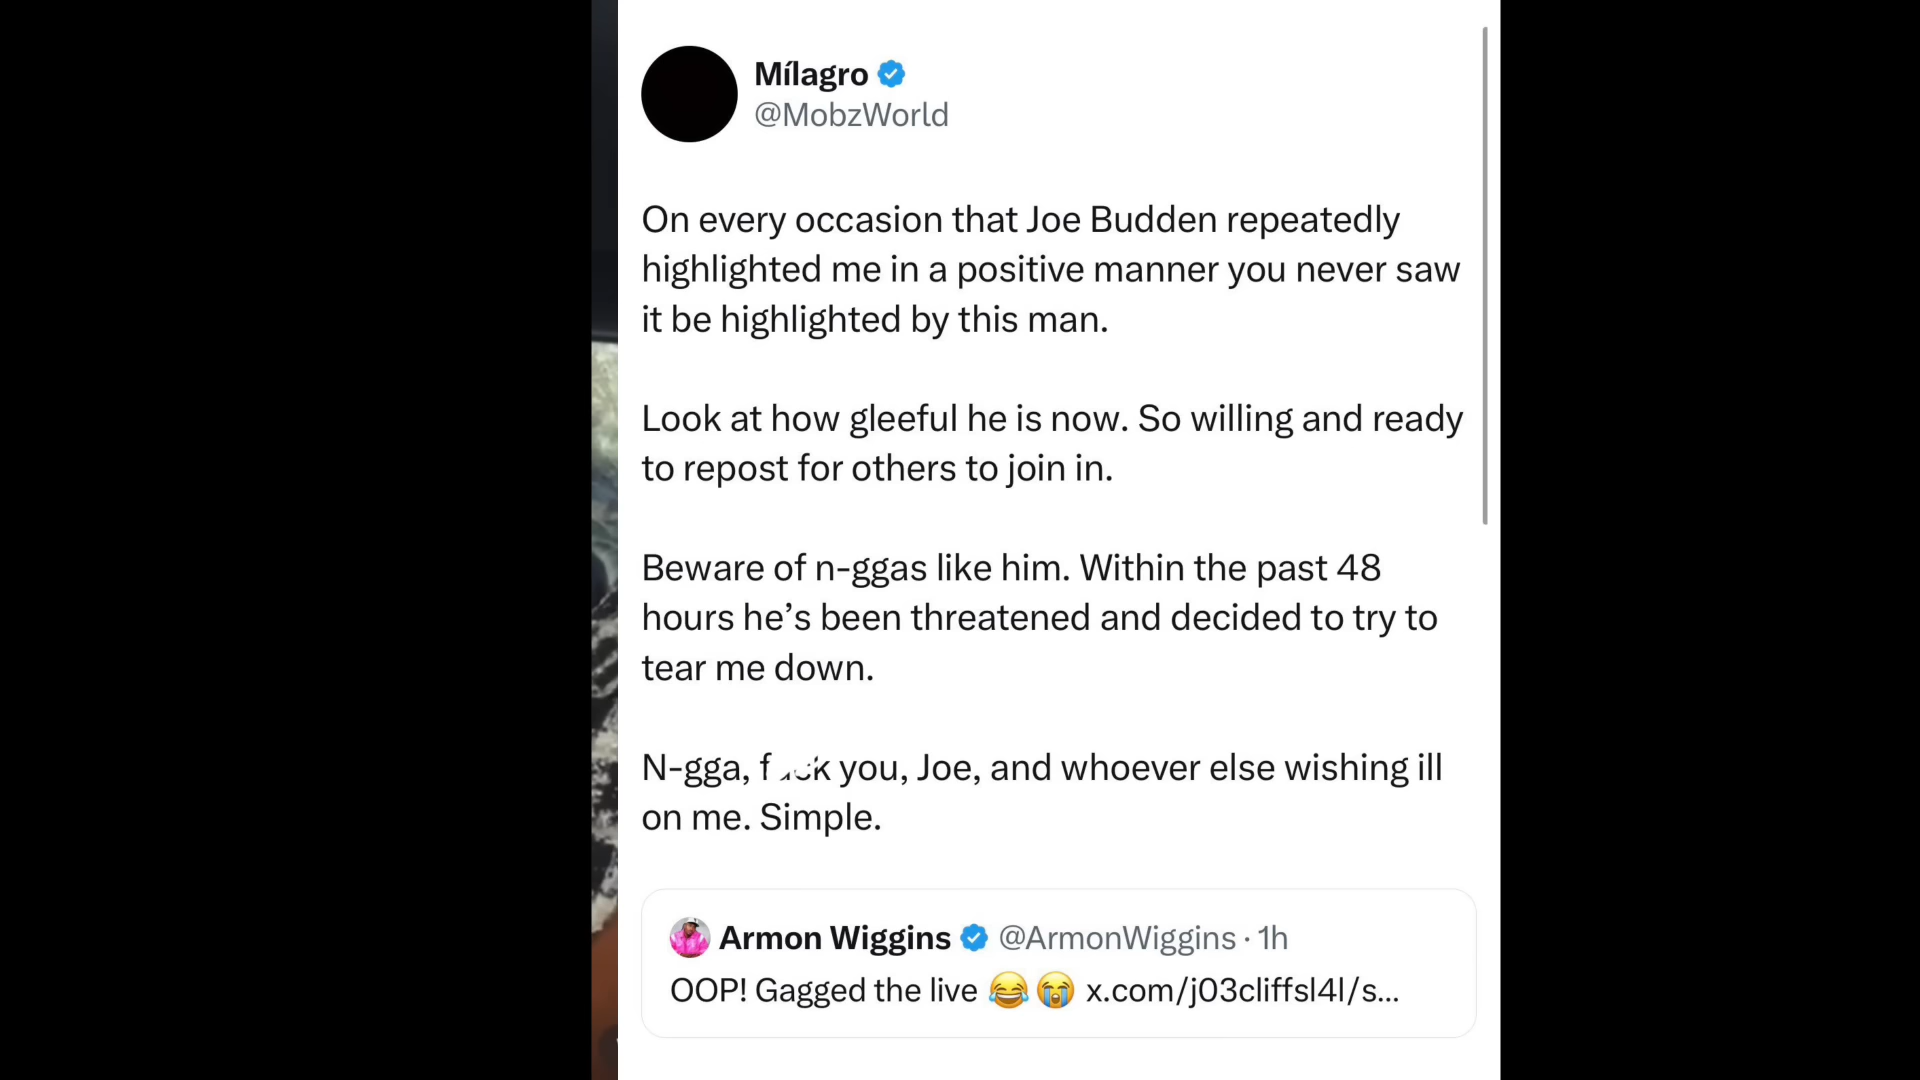 Mílagro
@MobzWorld
On every occasion that Joe Budden repeatedly
highlighted me in a positive manner you never saw
it be highlighted by this man.
Look at how gleeful he is now. So willing and ready
to repost for others to join in.
Beware of n-ggas like him. Within the past 48
hours he’s been threatened and decided to try to
tear me down.
N-gga, f k you, Joe, and whoever else wishing ill
on me. Simple.
Armon Wiggins @ArmonWiggins · 1h
OOP! Gagged the live 😂😭 x.com/j03cliffsl4l/s...